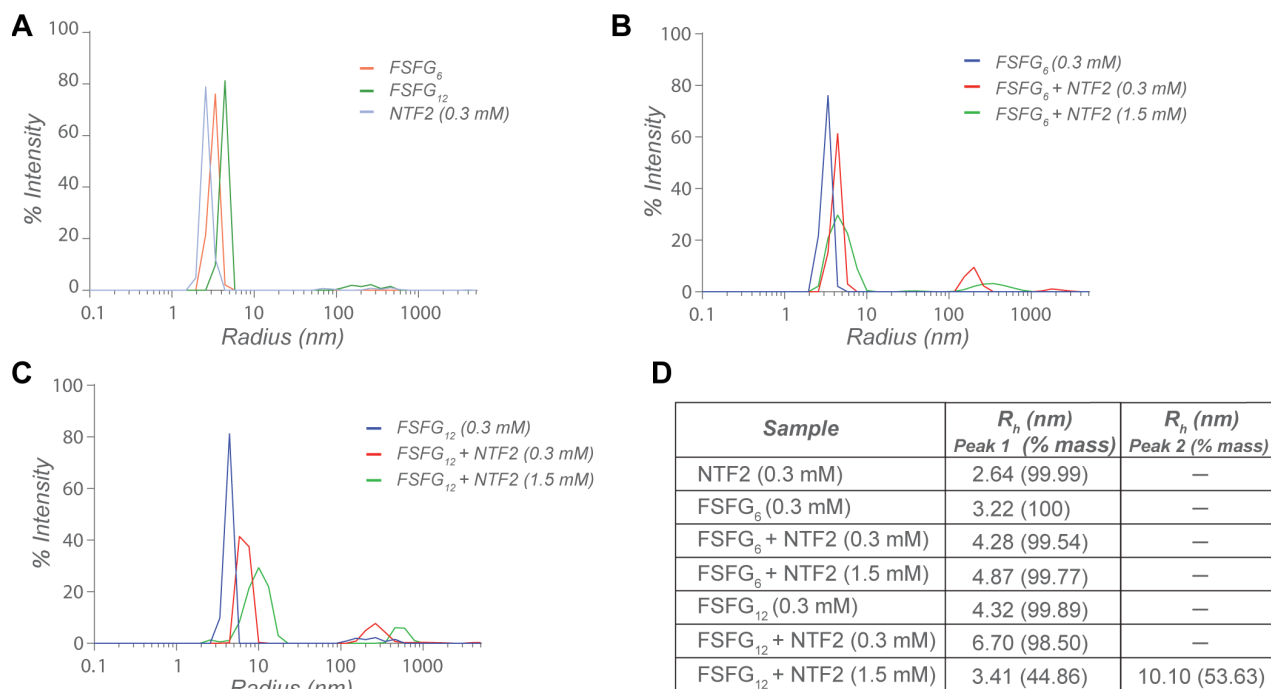 A
100
80
60
40
20
0
% Intensity
0.1 1 10 100 1000
Radius (nm)
FSFG₆
FSFG₁₂
NTF2 (0.3 mM)
B
100
80
60
40
20
0
% Intensity
0.1 1 10 100 1000
Radius (nm)
FSFG₆ (0.3 mM)
FSFG₆ + NTF2 (0.3 mM)
FSFG₆ + NTF2 (1.5 mM)
C
100
80
60
40
20
0
% Intensity
0.1 1 10 100 1000
Radius (nm)
FSFG₁₂ (0.3 mM)
FSFG₁₂ + NTF2 (0.3 mM)
FSFG₁₂ + NTF2 (1.5 mM)
D
Sample Rₕ (nm) Rₕ (nm)
Peak 1 (% mass) Peak 2 (% mass)
NTF2 (0.3 mM) 2.64 (99.99) –
FSFG₆ (0.3 mM) 3.22 (100) –
FSFG₆ + NTF2 (0.3 mM) 4.28 (99.54) –
FSFG₆ + NTF2 (1.5 mM) 4.87 (99.77) –
FSFG₁₂ (0.3 mM) 4.32 (99.89) –
FSFG₁₂ + NTF2 (0.3 mM) 6.70 (98.50) –
FSFG₁₂ + NTF2 (1.5 mM) 3.41 (44.86) 10.10 (53.63)